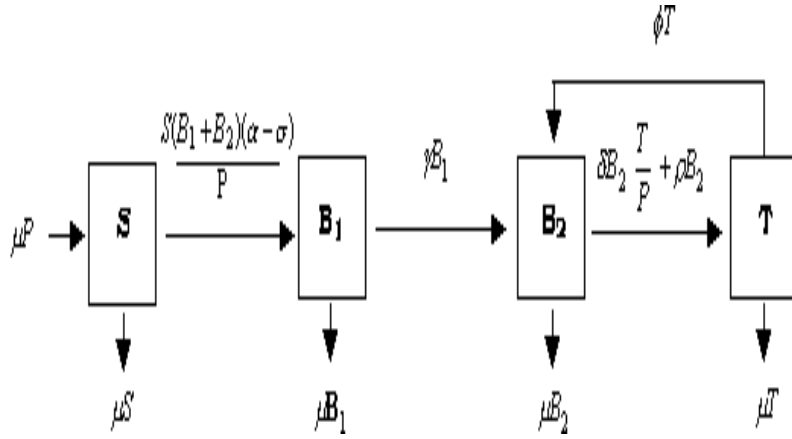 ϕT
S(B₁+B₂)(α−σ)
P
γB₁
δB₂ T/P + ρB₂
S
B₁
B₂
T
μP
μS
μB₁
μB₂
μT